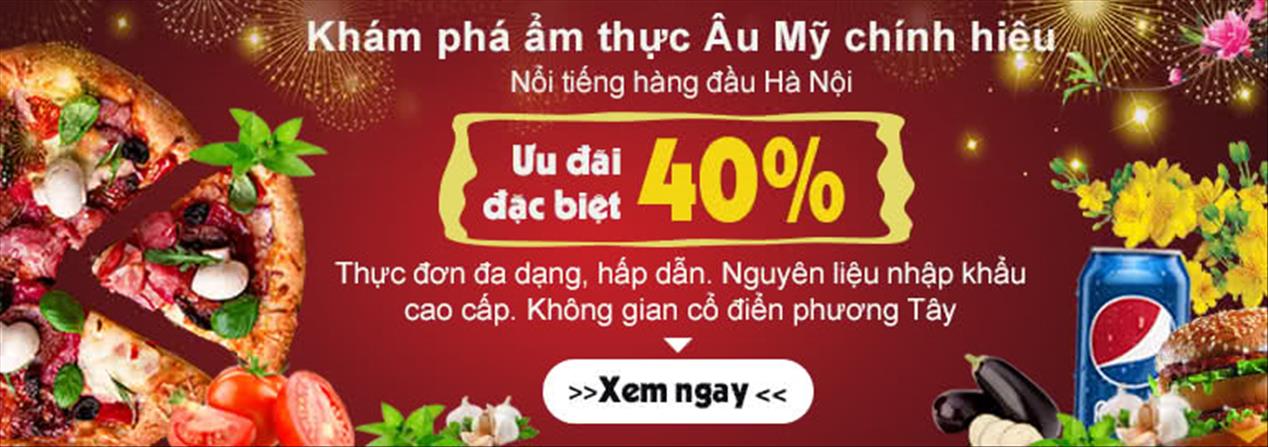 Khám phá ẩm thực Âu Mỹ chính hiệu
Nổi tiếng hàng đầu Hà Nội
Ưu đãi
đặc biệt
40%
Thực đơn đa dạng, hấp dẫn. Nguyên liệu nhập khẩu
cao cấp. Không gian cổ điển phương Tây
>>Xem ngay <<